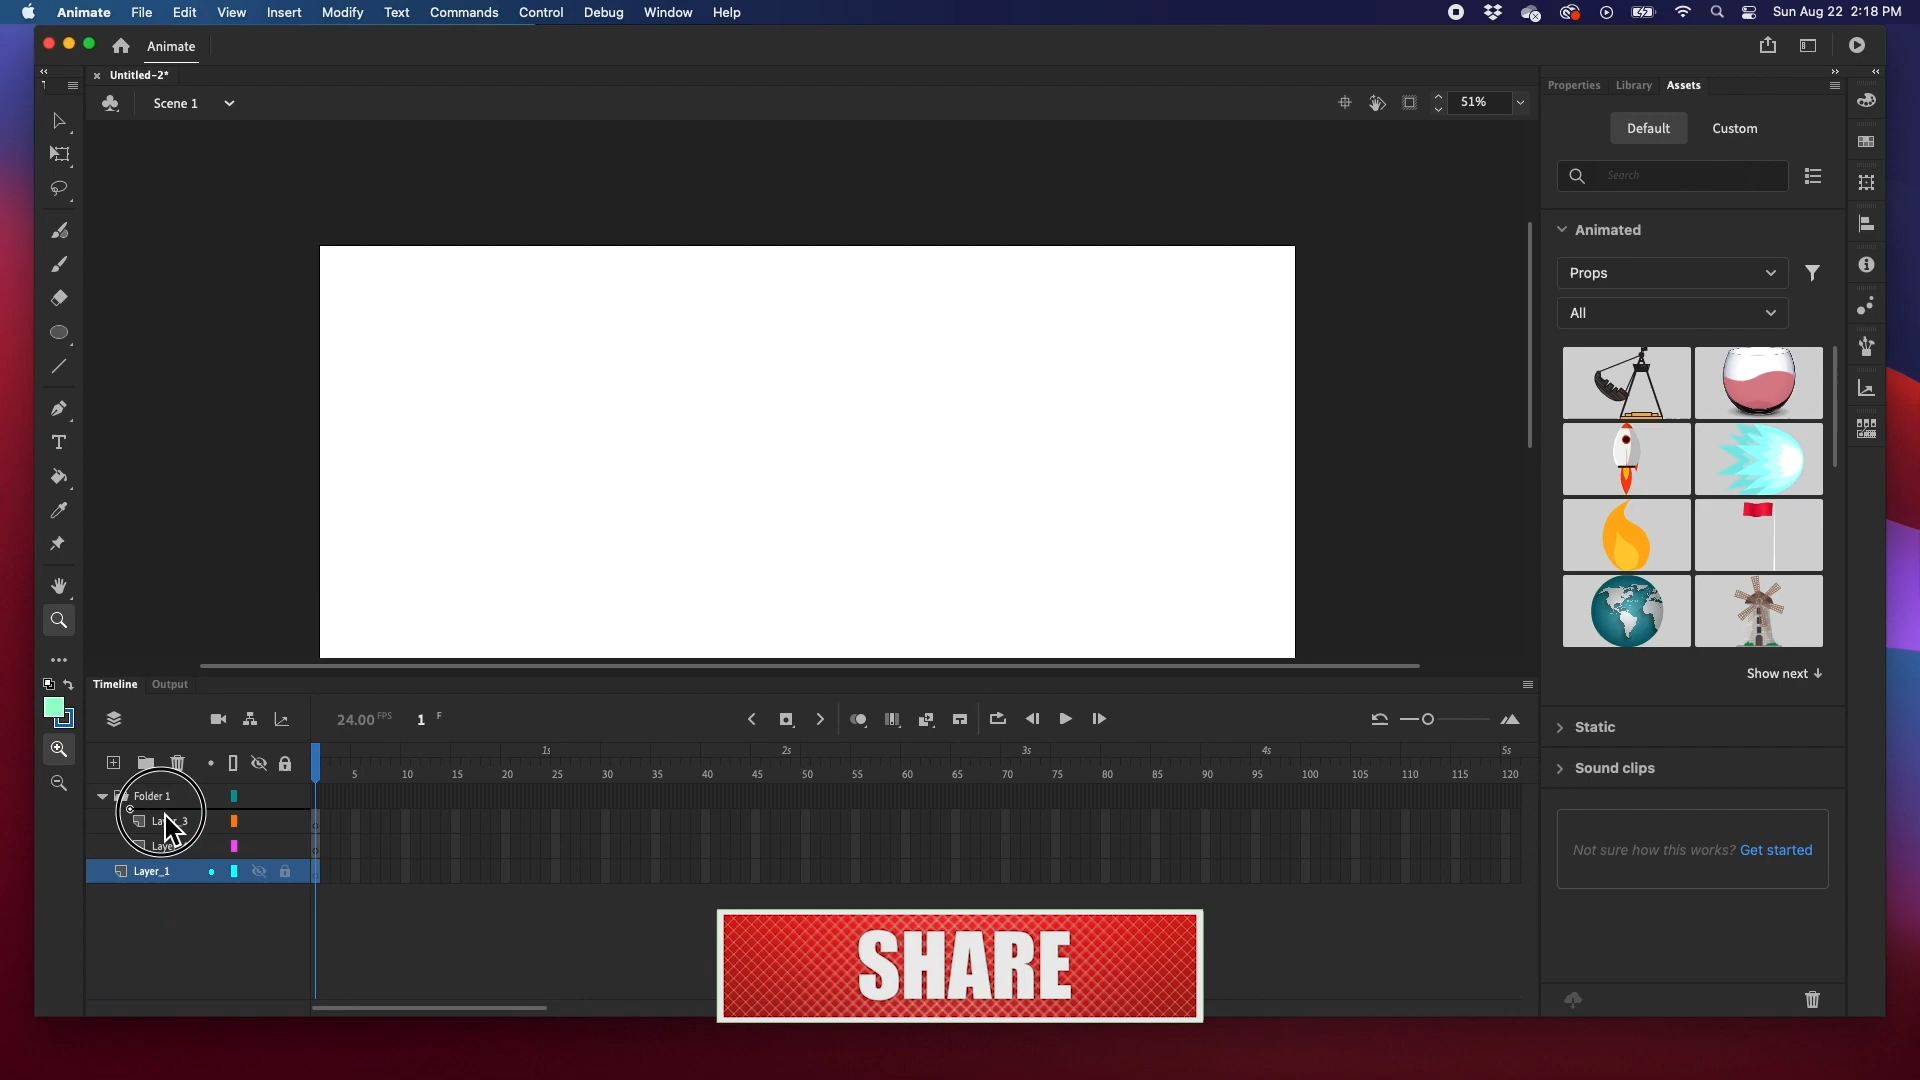 Animate File Edit View Insert Modify Text Commands Control Debug Window Help Sun Aug 22 2:18 PM
Animate
Untitled-2*
Properties Library Assets
Scene 1 51%
Default Custom
Search
Animated
Props
All
Show next ↓
Timeline Output
24.00 FPS 1 F
Static
1s 2s 3s 4s 5s
5 10 15 20 25 30 35 40 45 50 55 60 65 70 75 80 85 90 95 100 105 110 115 120
Sound clips
Folder 1
Layer_1
Not sure how this works? Get started
SHARE